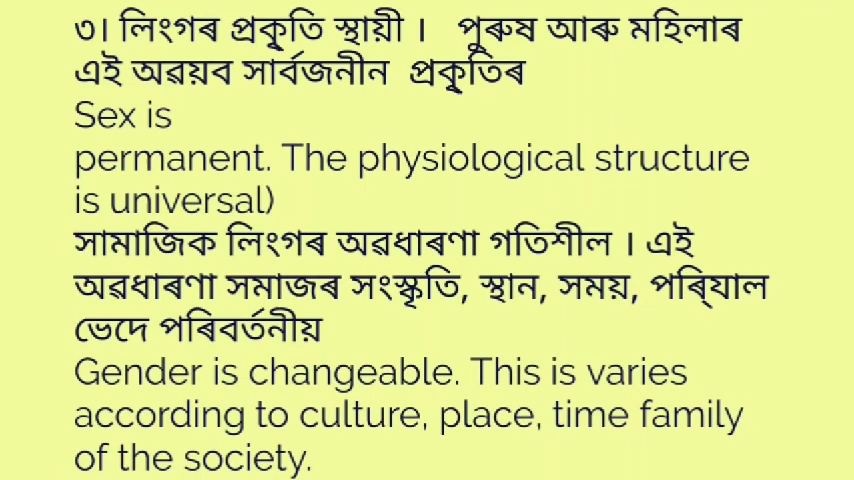 ৩। লিংগৰ প্ৰকৃতি স্থায়ী ।   পুৰুষ আৰু মহিলাৰ
এই অৱয়ব সাৰ্বজনীন  প্ৰকৃতিৰ
Sex is
permanent. The physiological structure
is universal)
সামাজিক লিংগৰ অৱধাৰণা গতিশীল । এই
অৱধাৰণা সমাজৰ সংস্কৃতি, স্থান, সময়, পৰি্যাল
ভেদে পৰিবৰ্তনীয়
Gender is changeable. This is varies
according to culture, place, time family
of the society.